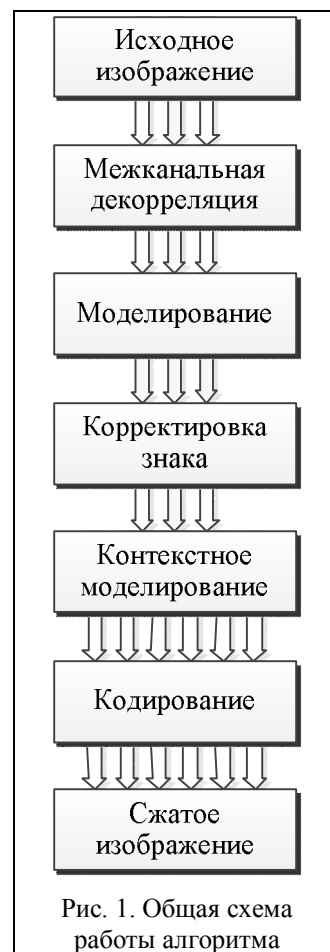 Исходное
изображение
Межканальная
декорреляция
Моделирование
Корректировка
знака
Контекстное
моделирование
Кодирование
Сжатое
изображение
Рис. 1. Общая схема
работы алгоритма